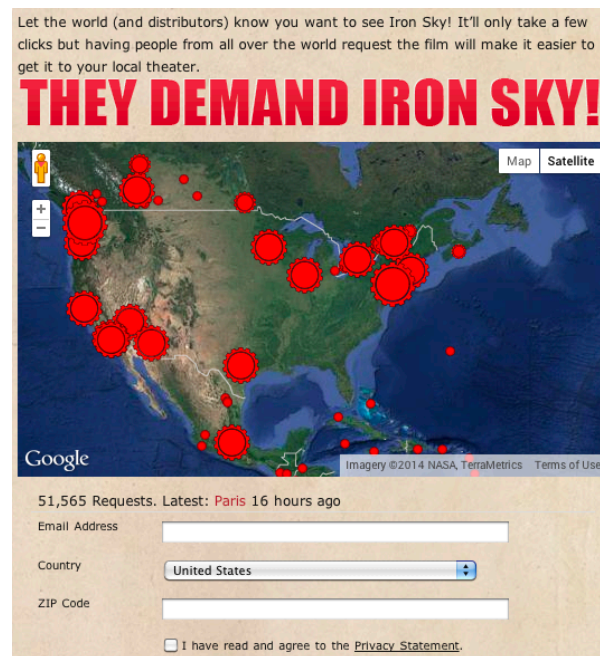 Let the world (and distributors) know you want to see Iron Sky! It'll only take a few
clicks but having people from all over the world request the film will make it easier to
get it to your local theater.
THEY DEMAND IRON SKY!
Map Satellite
+
−
Google
Imagery ©2014 NASA, TerraMetrics Terms of Use
51,565 Requests. Latest: Paris 16 hours ago
Email Address
Country
United States
ZIP Code
I have read and agree to the Privacy Statement.